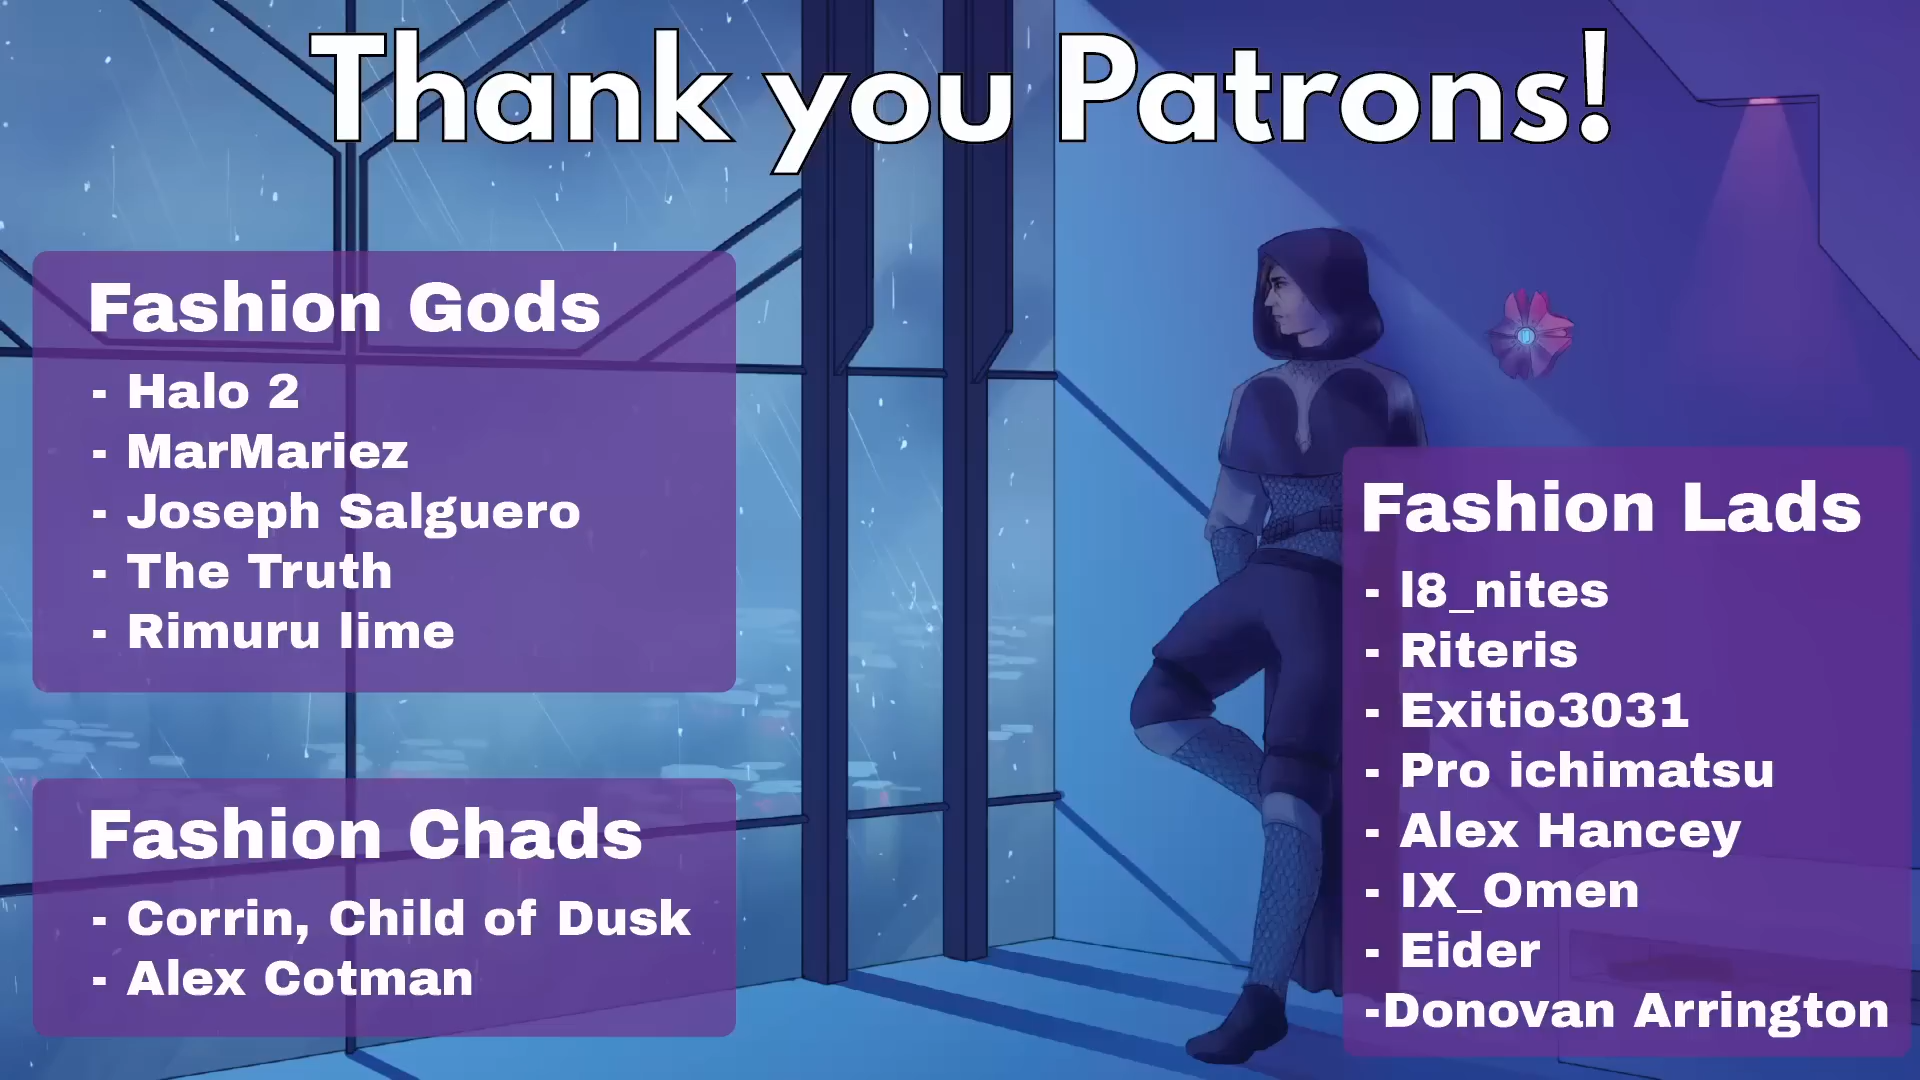 Thank you Patrons!
Fashion Gods
- Halo 2
- MarMariez
- Joseph Salguero
- The Truth
- Rimuru lime
Fashion Chads
- Corrin, Child of Dusk
- Alex Cotman
Fashion Lads
- l8_nites
- Riteris
- Exitio3031
- Pro ichimatsu
- Alex Hancey
- IX_Omen
- Eider
-Donovan Arrington